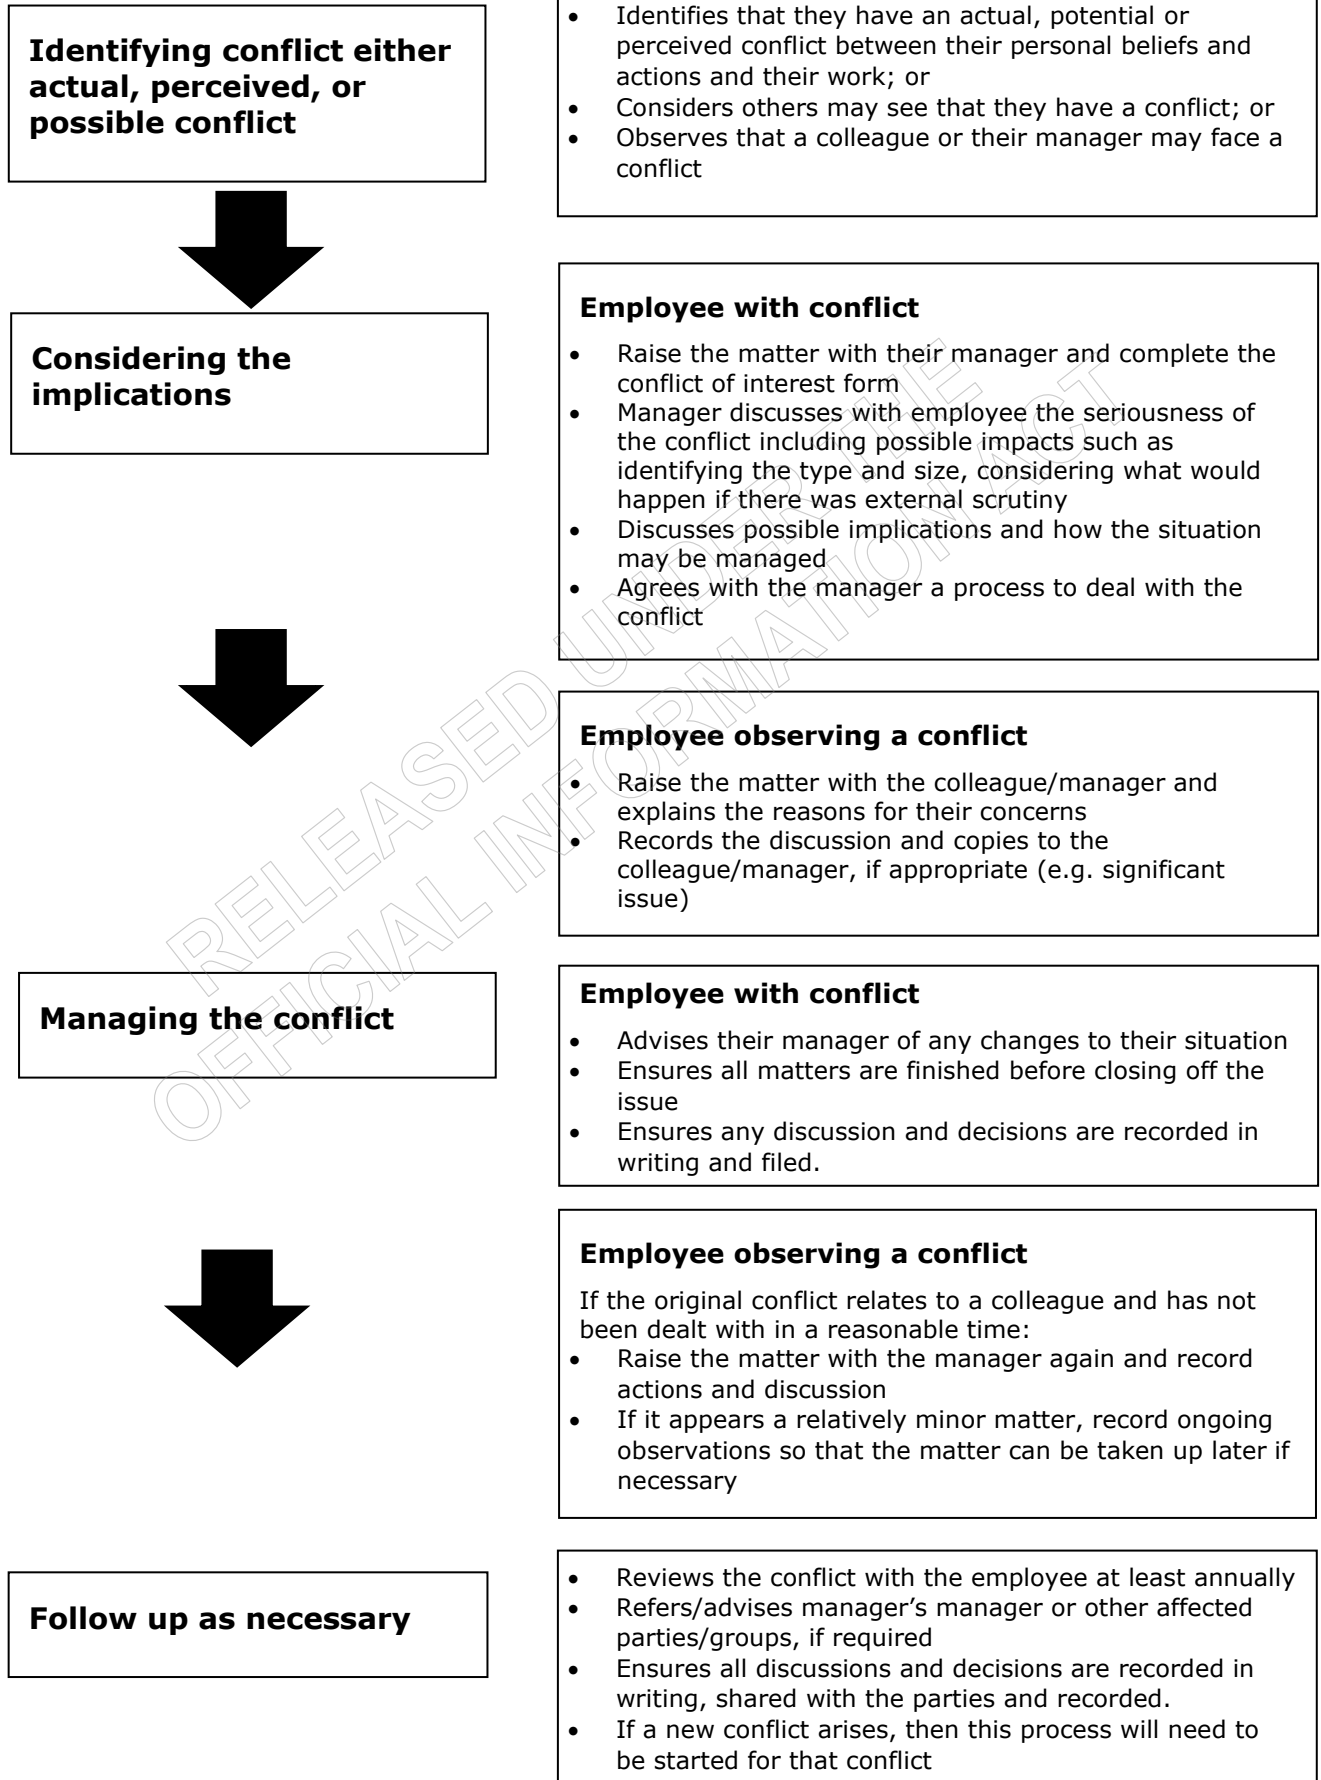 Identifying conflict either
actual, perceived, or
possible conflict
• Identifies that they have an actual, potential or
perceived conflict between their personal beliefs and
actions and their work; or
• Considers others may see that they have a conflict; or
• Observes that a colleague or their manager may face a
conflict
Considering the
implications
Employee with conflict
• Raise the matter with their manager and complete the
conflict of interest form
• Manager discusses with employee the seriousness of
the conflict including possible impacts such as
identifying the type and size, considering what would
happen if there was external scrutiny
• Discusses possible implications and how the situation
may be managed
• Agrees with the manager a process to deal with the
conflict
Employee observing a conflict
• Raise the matter with the colleague/manager and
explains the reasons for their concerns
• Records the discussion and copies to the
colleague/manager, if appropriate (e.g. significant
issue)
Managing the conflict
Employee with conflict
• Advises their manager of any changes to their situation
• Ensures all matters are finished before closing off the
issue
• Ensures any discussion and decisions are recorded in
writing and filed.
Employee observing a conflict
If the original conflict relates to a colleague and has not
been dealt with in a reasonable time:
• Raise the matter with the manager again and record
actions and discussion
• If it appears a relatively minor matter, record ongoing
observations so that the matter can be taken up later if
necessary
Follow up as necessary
• Reviews the conflict with the employee at least annually
• Refers/advises manager’s manager or other affected
parties/groups, if required
• Ensures all discussions and decisions are recorded in
writing, shared with the parties and recorded.
• If a new conflict arises, then this process will need to
be started for that conflict
RELEASED UNDER THE
OFFICIAL INFORMATION ACT